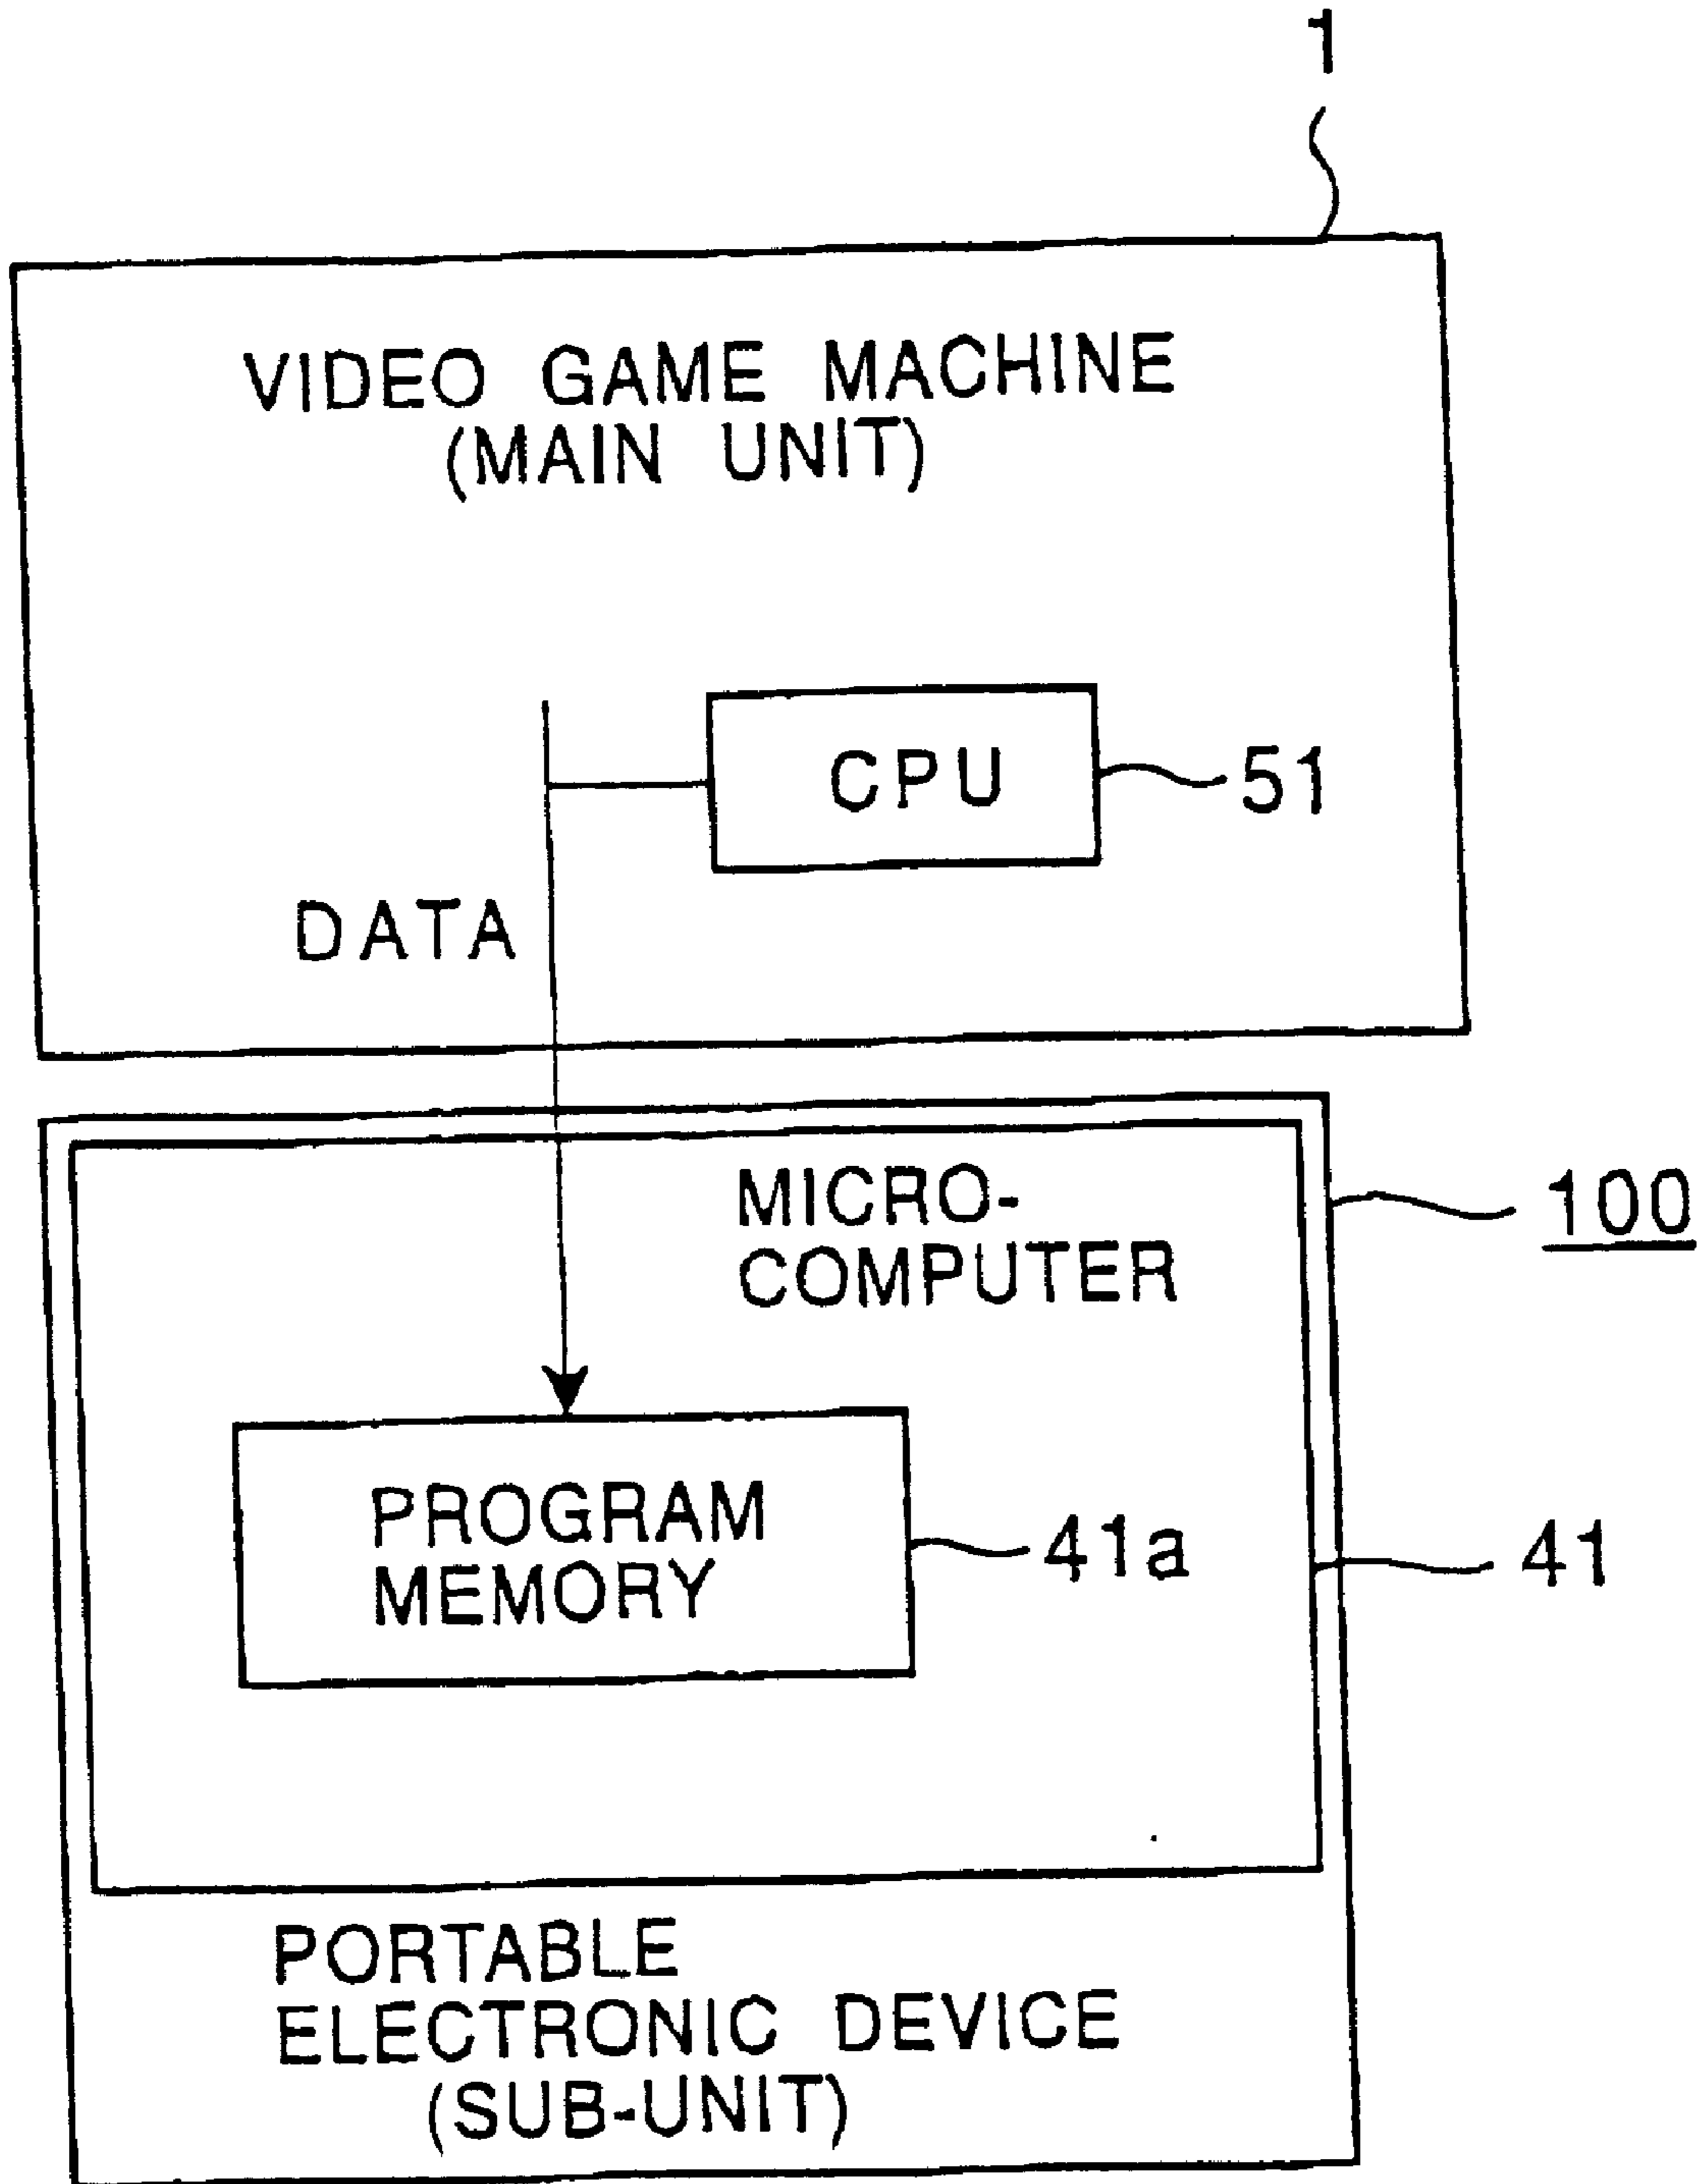 1
VIDEO GAME MACHINE
(MAIN UNIT)
CPU
51
DATA
MICRO-
COMPUTER
100
PROGRAM
MEMORY
41a
41
PORTABLE
ELECTRONIC DEVICE
(SUB-UNIT)